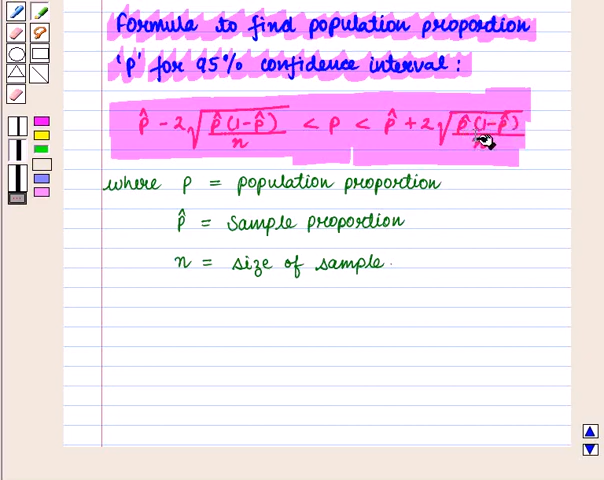 Formula to find population proportion
'p' for 95% confidence interval :
p̂ - 2√(p̂(1-p̂)/n) < p < p̂ + 2√(p̂(1-p̂)/n)
where p = population proportion
p̂ = Sample proportion
n = size of sample.